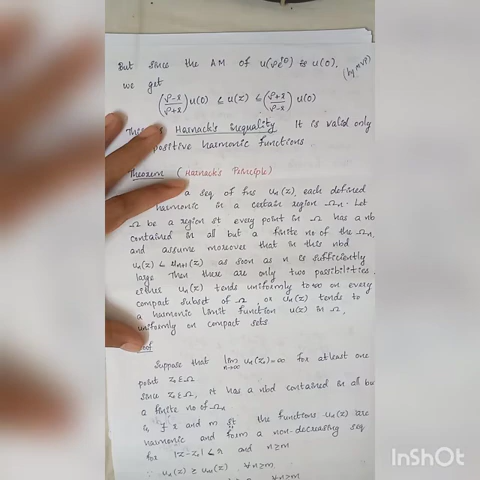 But since the AM of u(ρe^{iθ}) is u(0). (by MVP)
we get
((ρ-r)/(ρ+r)) u(0) ≤ u(z) ≤ ((ρ+r)/(ρ-r)) u(0)
Harnack's inequality It is valid only
positive harmonic functions
Theorem (Harnack's Principle)
a seq. of fns uₙ(z), each defined
harmonic in a certain region Ωₙ. Let
Ω be a region st every point in Ω has a nbd
contained in all but a finite no of the Ωₙ,
and assume moreover that in this nbd
uₙ(z) ≤ uₙ₊₁(z) as soon as n is sufficiently
large Then there are only two possibilities
either uₙ(z) tends uniformly to +∞ on every
compact subset of Ω, or uₙ(z) tends to
a harmonic limit function u(z) in Ω,
uniformly on compact sets
Suppose that lim_{n→∞} uₙ(z₀)=∞ for at least one
point z₀∈Ω
since z₀∈Ω, it has a nbd contained in all but
a finite no of Ωₙ
r and m st the functions uₙ(z) are
harmonic and form a non-decreasing seq
for |z-z₀| < r and n≥m
∴ uₙ(z) ≥ uₘ(z) ∀ n≥m.
∀ n≥m
InShOt